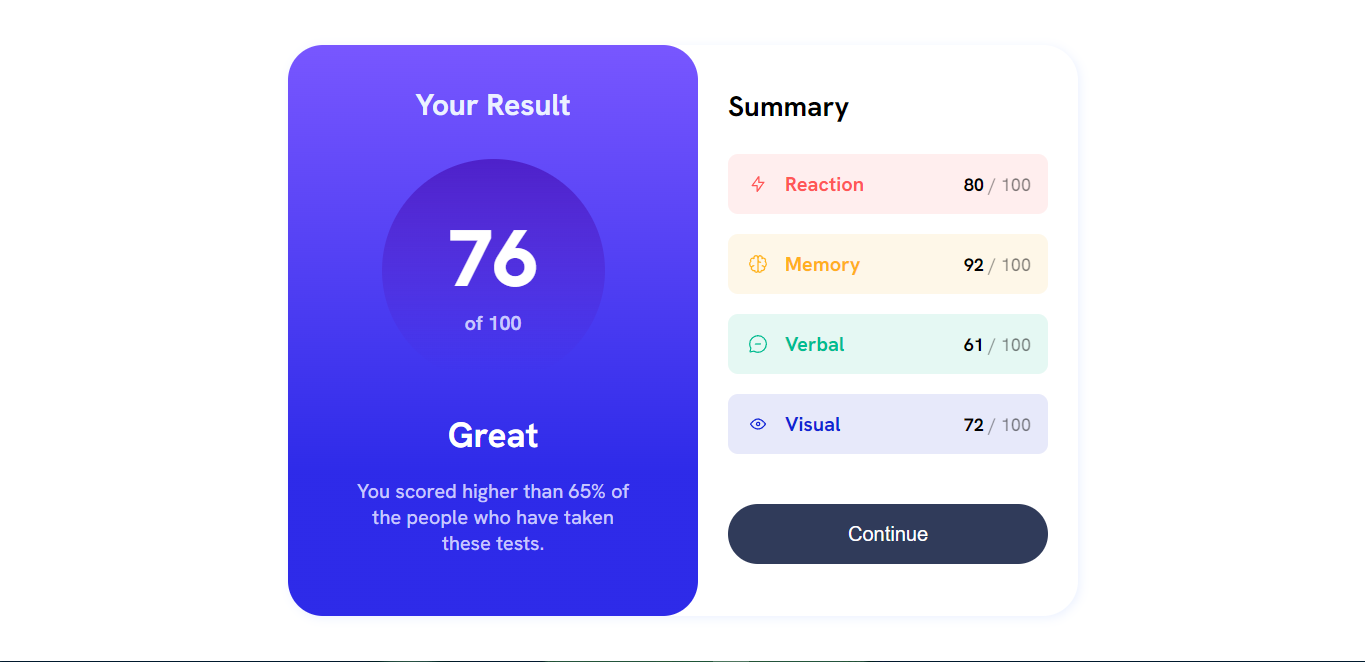 Your Result
76
of 100
Great
You scored higher than 65% of
the people who have taken
these tests.
Summary
Reaction 80 / 100
Memory 92 / 100
Verbal 61 / 100
Visual 72 / 100
Continue